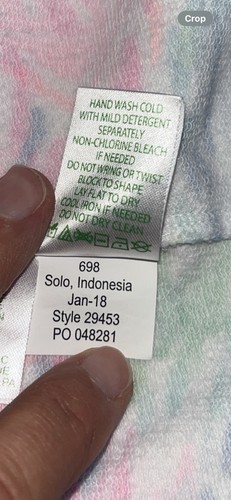 Crop
HAND WASH COLD
WITH MILD DETERGENT
SEPARATELY
NON-CHLORINE BLEACH
IF NEEDED
DO NOT WRING OR TWIST
BLOCK TO SHAPE
LAY FLAT TO DRY
COOL IRON IF NEEDED
DO NOT DRY CLEAN
698
Solo, Indonesia
Jan-18
Style 29453
PO 048281